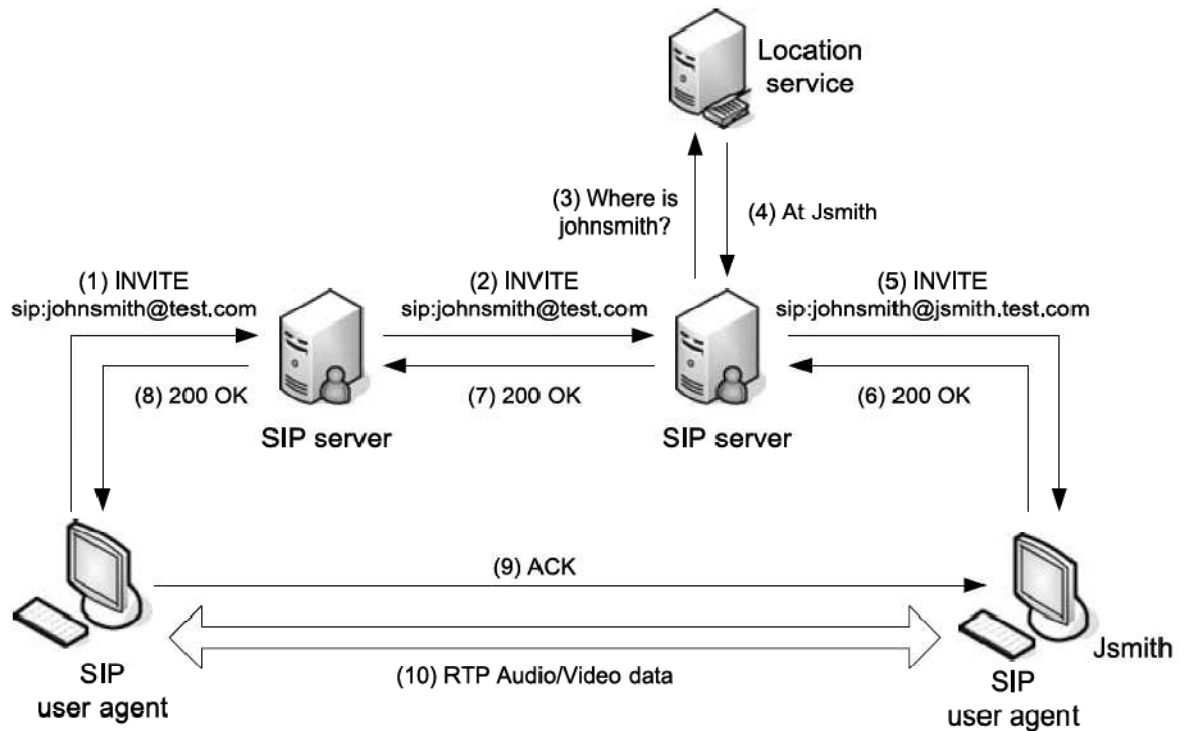 Location
service
(3) Where is
johnsmith?
(4) At Jsmith
(1) INVITE
sip:johnsmith@test.com
(2) INVITE
sip:johnsmith@test.com
(5) INVITE
sip:johnsmith@jsmith.test.com
(8) 200 OK
(7) 200 OK
(6) 200 OK
SIP server
SIP server
(9) ACK
(10) RTP Audio/Video data
SIP
user agent
Jsmith
SIP
user agent